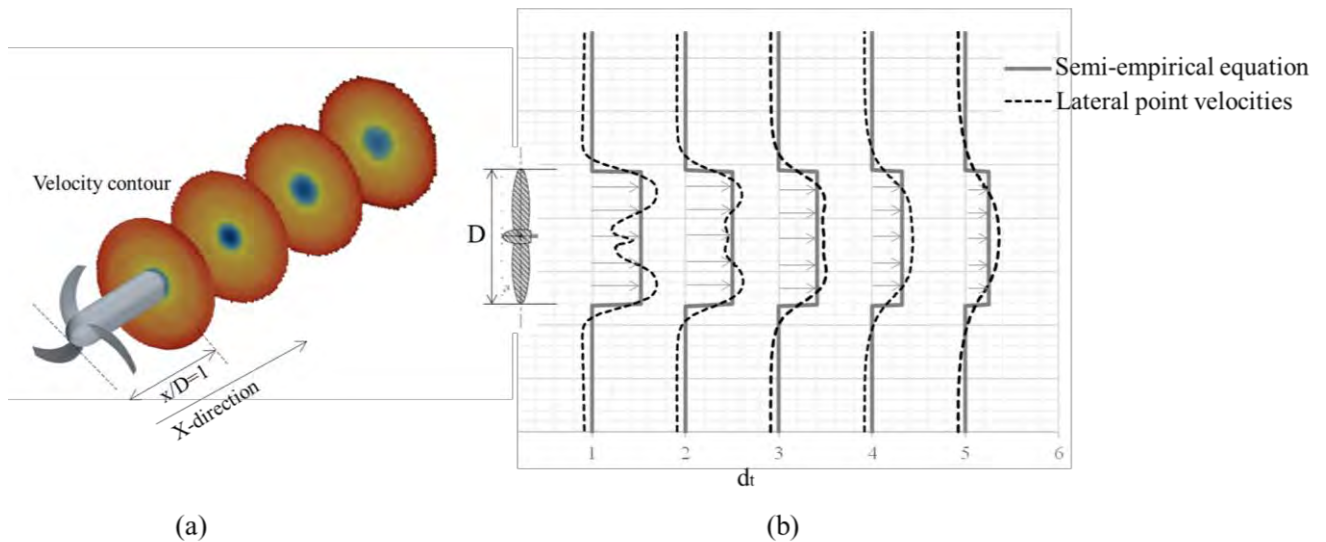 Velocity contour
x/D=1
X-direction
D
Semi-empirical equation
Lateral point velocities
1 2 3 4 5 6
dt
(a) (b)